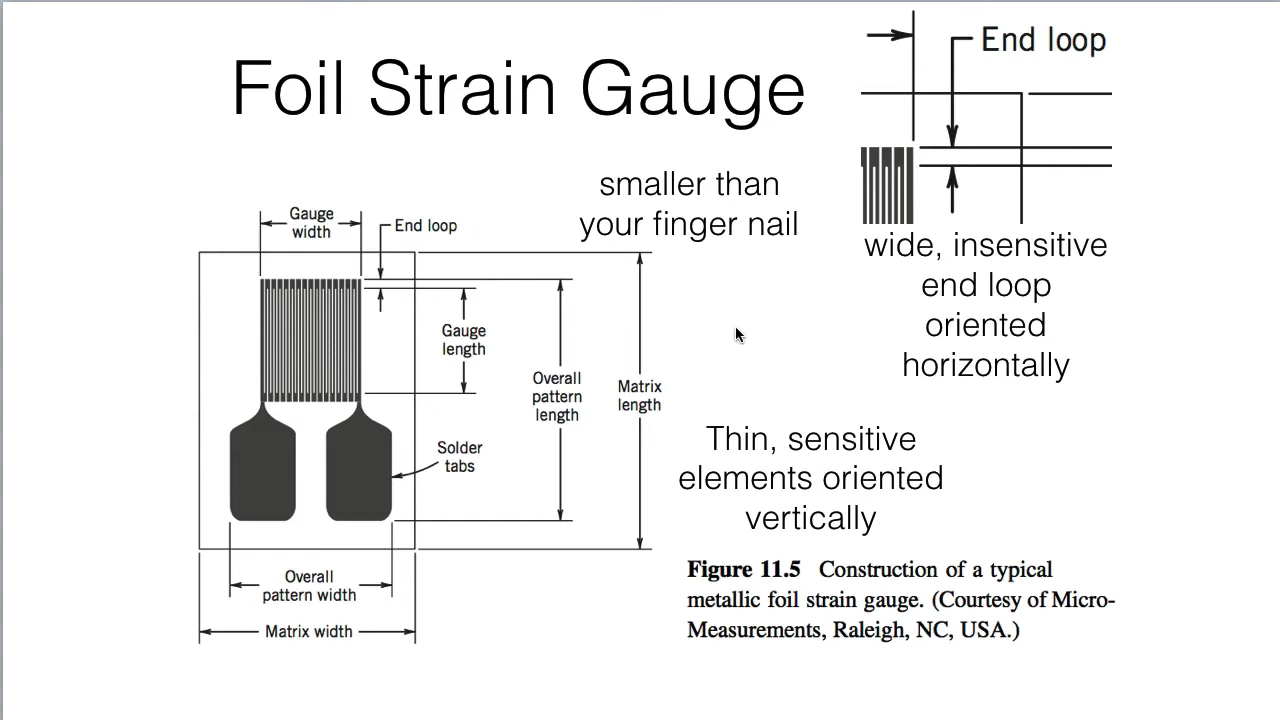 Foil Strain Gauge
End loop
smaller than
your finger nail
wide, insensitive
end loop
oriented
horizontally
Gauge
width
End loop
Gauge
length
Overall
pattern
length
Matrix
length
Solder
tabs
Overall
pattern width
Matrix width
Thin, sensitive
elements oriented
vertically
Figure 11.5 Construction of a typical
metallic foil strain gauge. (Courtesy of Micro-
Measurements, Raleigh, NC, USA.)